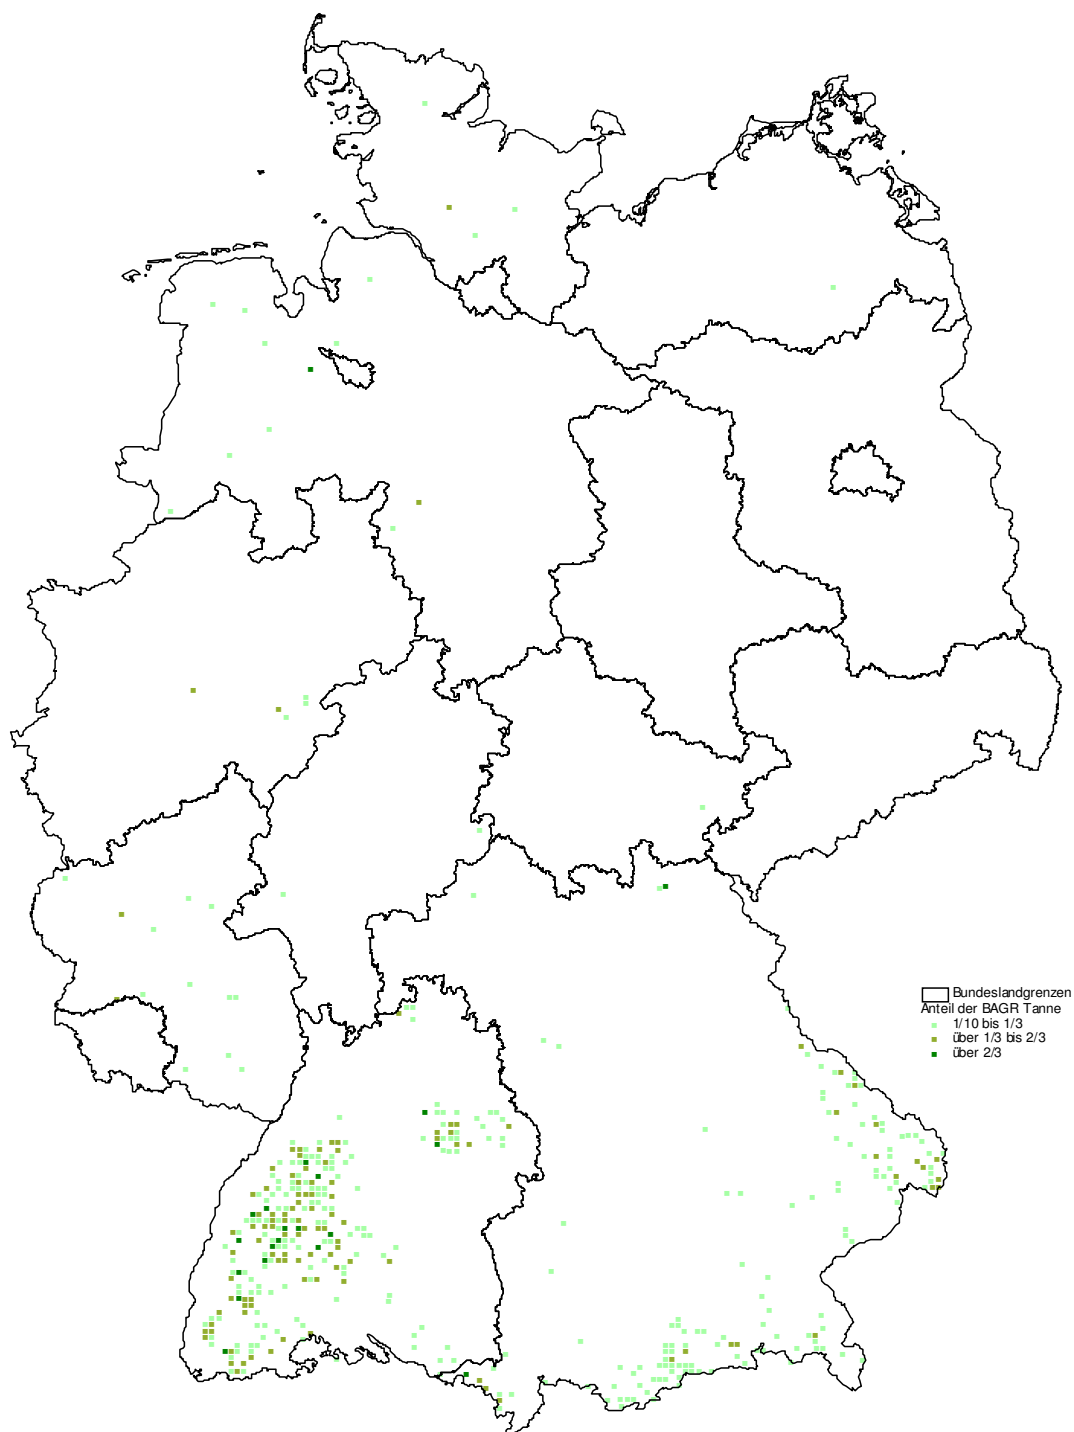 Bundeslandgrenzen
Anteil der BAGR Tanne
1/10 bis 1/3
über 1/3 bis 2/3
über 2/3